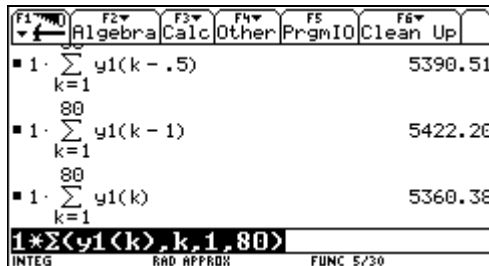 F1 F2 F3 F4 F5 F6
Algebra Calc Other PrgmIO Clean Up
1· Σ y1(k - .5) 5390.51
k=1
80
1· Σ y1(k - 1) 5422.20
k=1
80
1· Σ y1(k) 5360.38
k=1
1*Σ(y1(k),k,1,80)
INTEG RAD APPROX FUNC 5/30